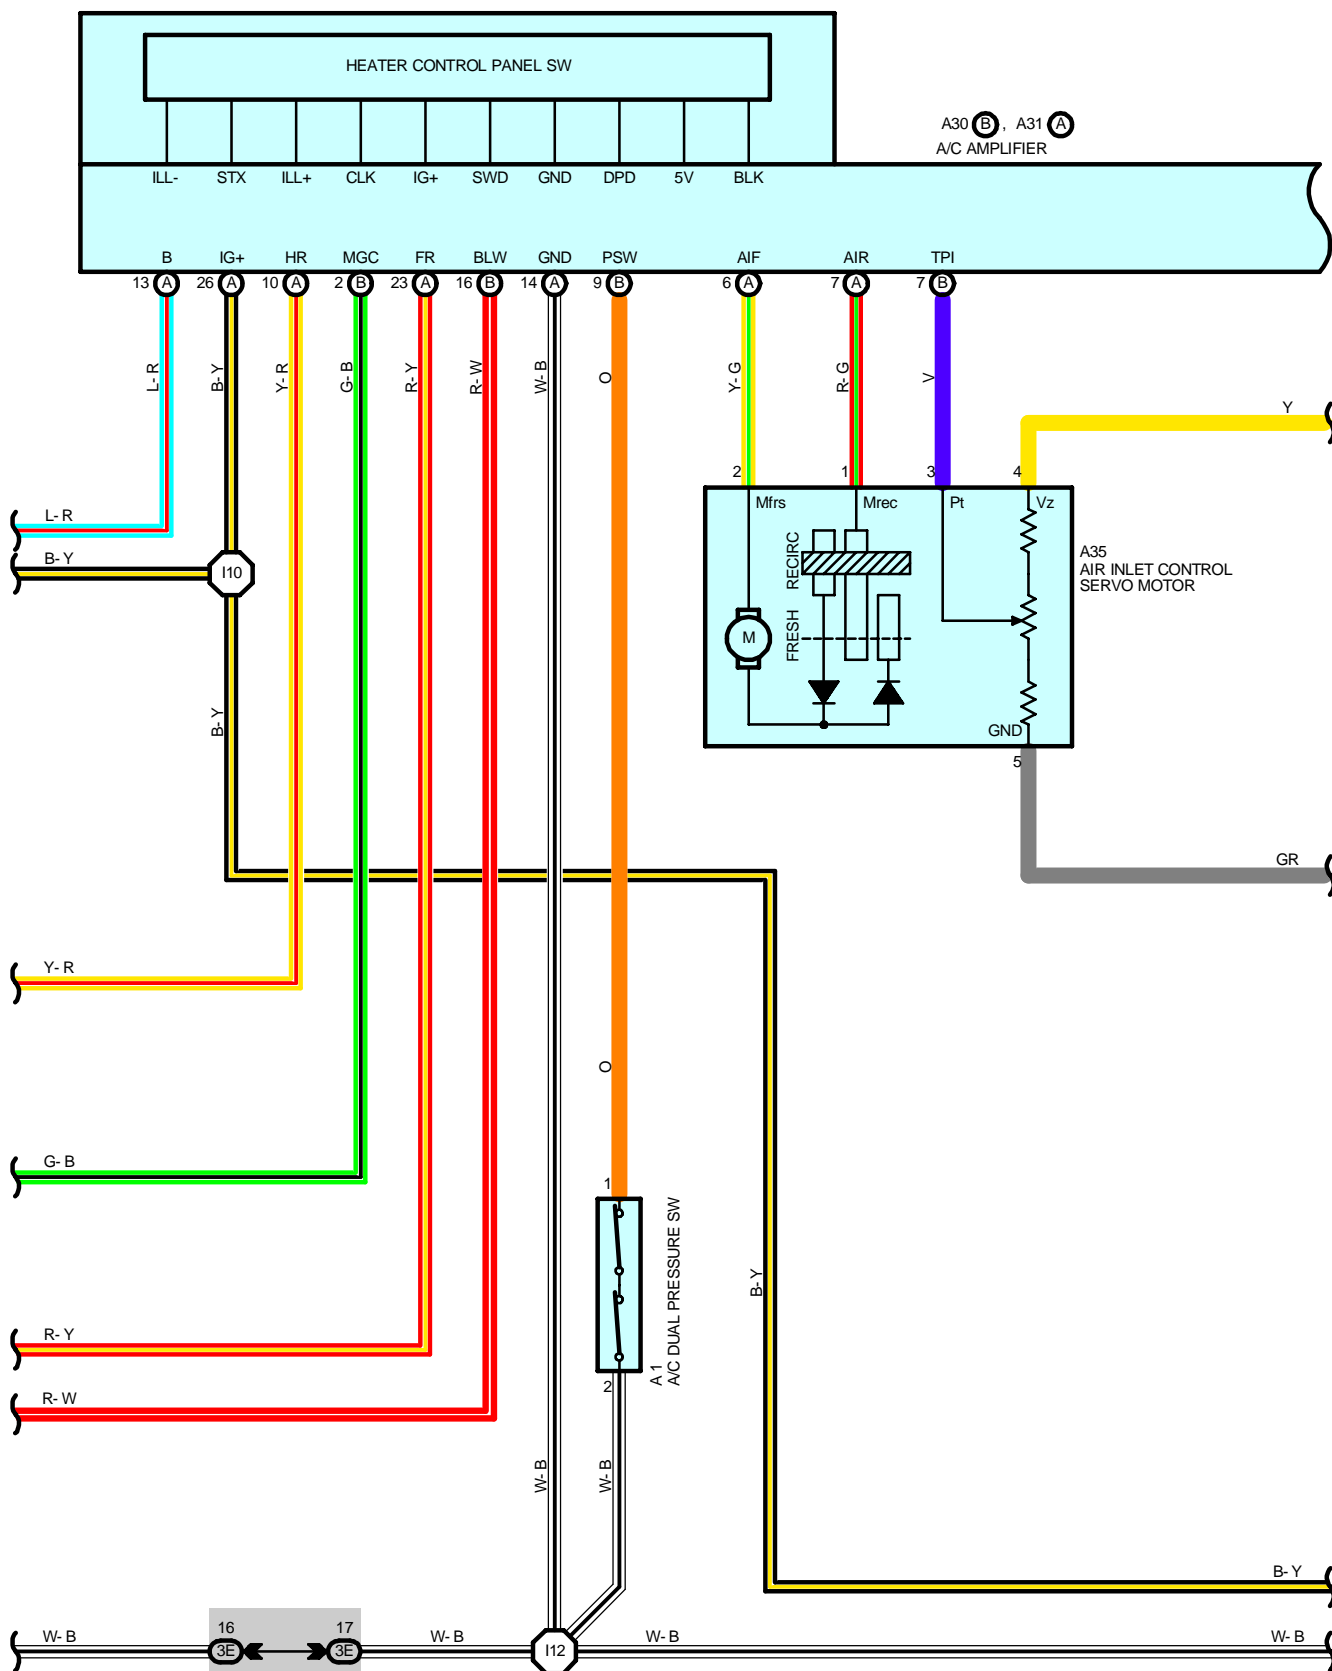 HEATER CONTROL PANEL SW
A30 B , A31 A
A/C AMPLIFIER
ILL- STX ILL+ CLK IG+ SWD GND DPD 5V BLK
B IG+ HR MGC FR BLW GND PSW AIF AIR TPI
13 A 26 A 10 A 2 B 23 A 16 B 14 A 9 B 6 A 7 A 7 B
L-R B-Y Y-R G-B R-Y R-W W-B O Y-G R-G V
Y
2 1 3 4
Mfrs Mrec Pt Vz
L-R
B-Y
I10
RECIRC
FRESH
M
A35
AIR INLET CONTROL
SERVO MOTOR
B-Y
GND
5
GR
Y-R
O
G-B
1
A1
A/C DUAL PRESSURE SW
B-Y
R-Y
2
R-W
W-B W-B
B-Y
16 17
W-B 3E 3E W-B I12 W-B W-B